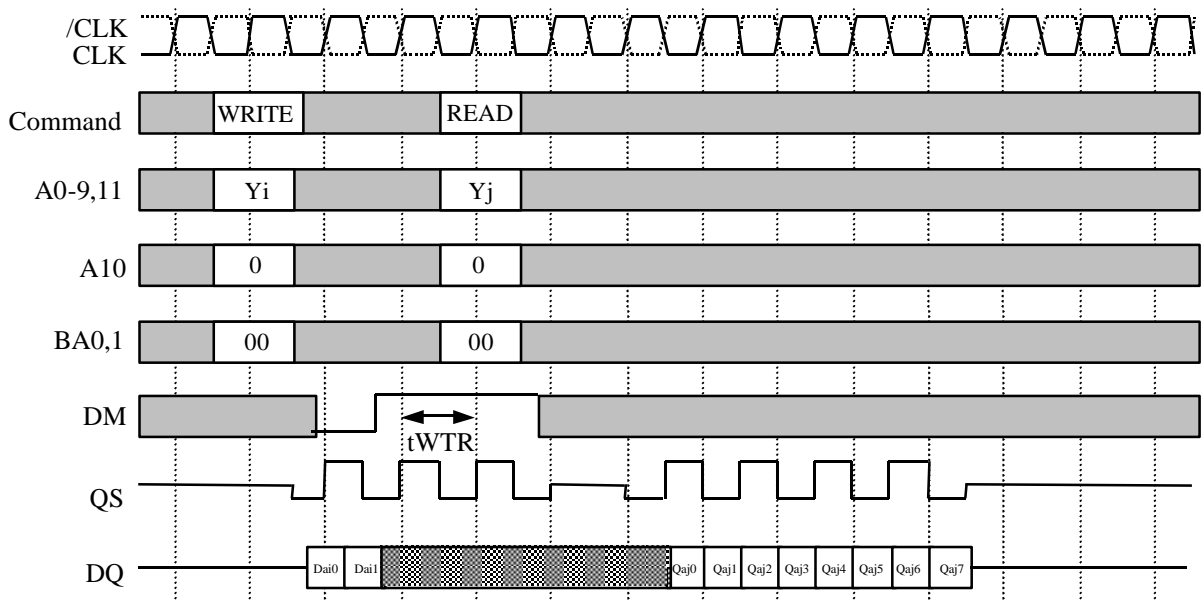 /CLK
CLK
Command WRITE READ
A0-9,11 Yi Yj
A10 0 0
BA0,1 00 00
DM
tWTR
QS
DQ Dai0 Dai1 Qaj0 Qaj1 Qaj2 Qaj3 Qaj4 Qaj5 Qaj6 Qaj7